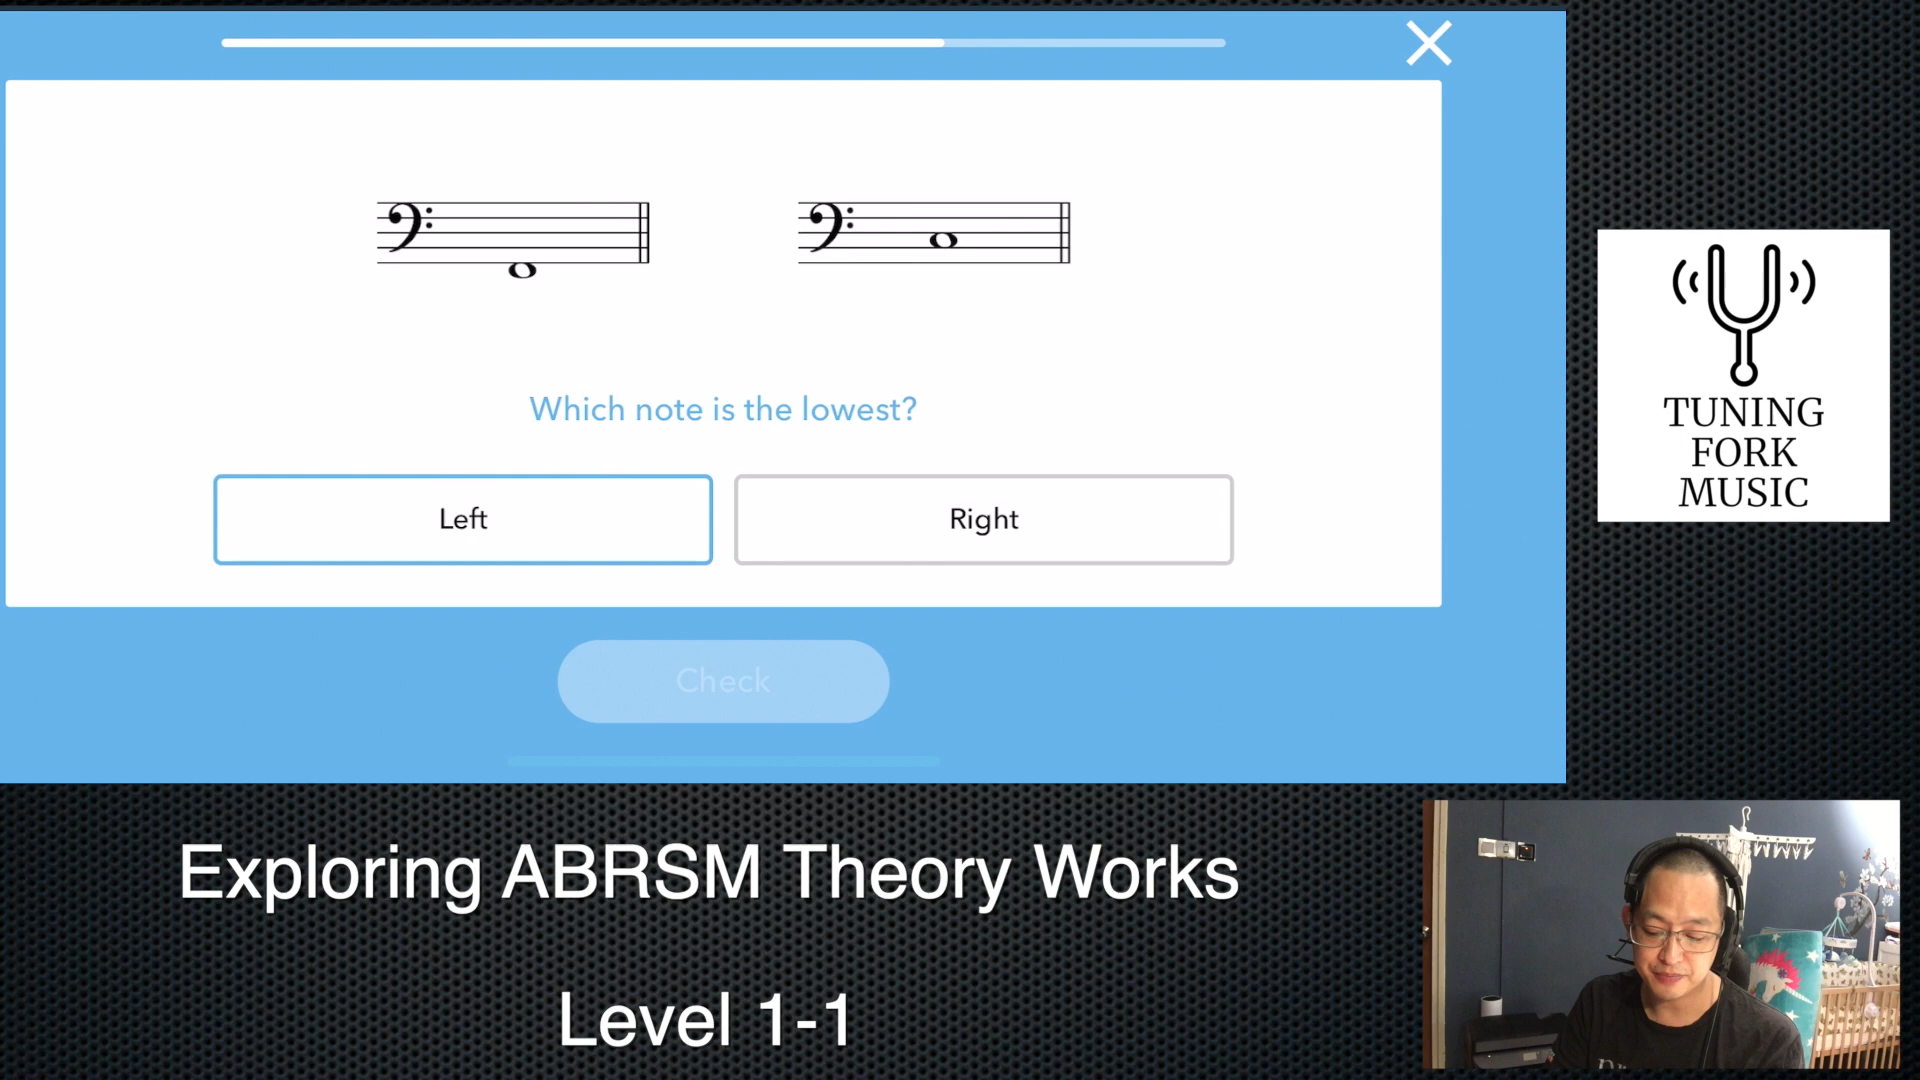 Which note is the lowest?
Left
Right
Check
TUNING
FORK
MUSIC
Exploring ABRSM Theory Works
Level 1-1